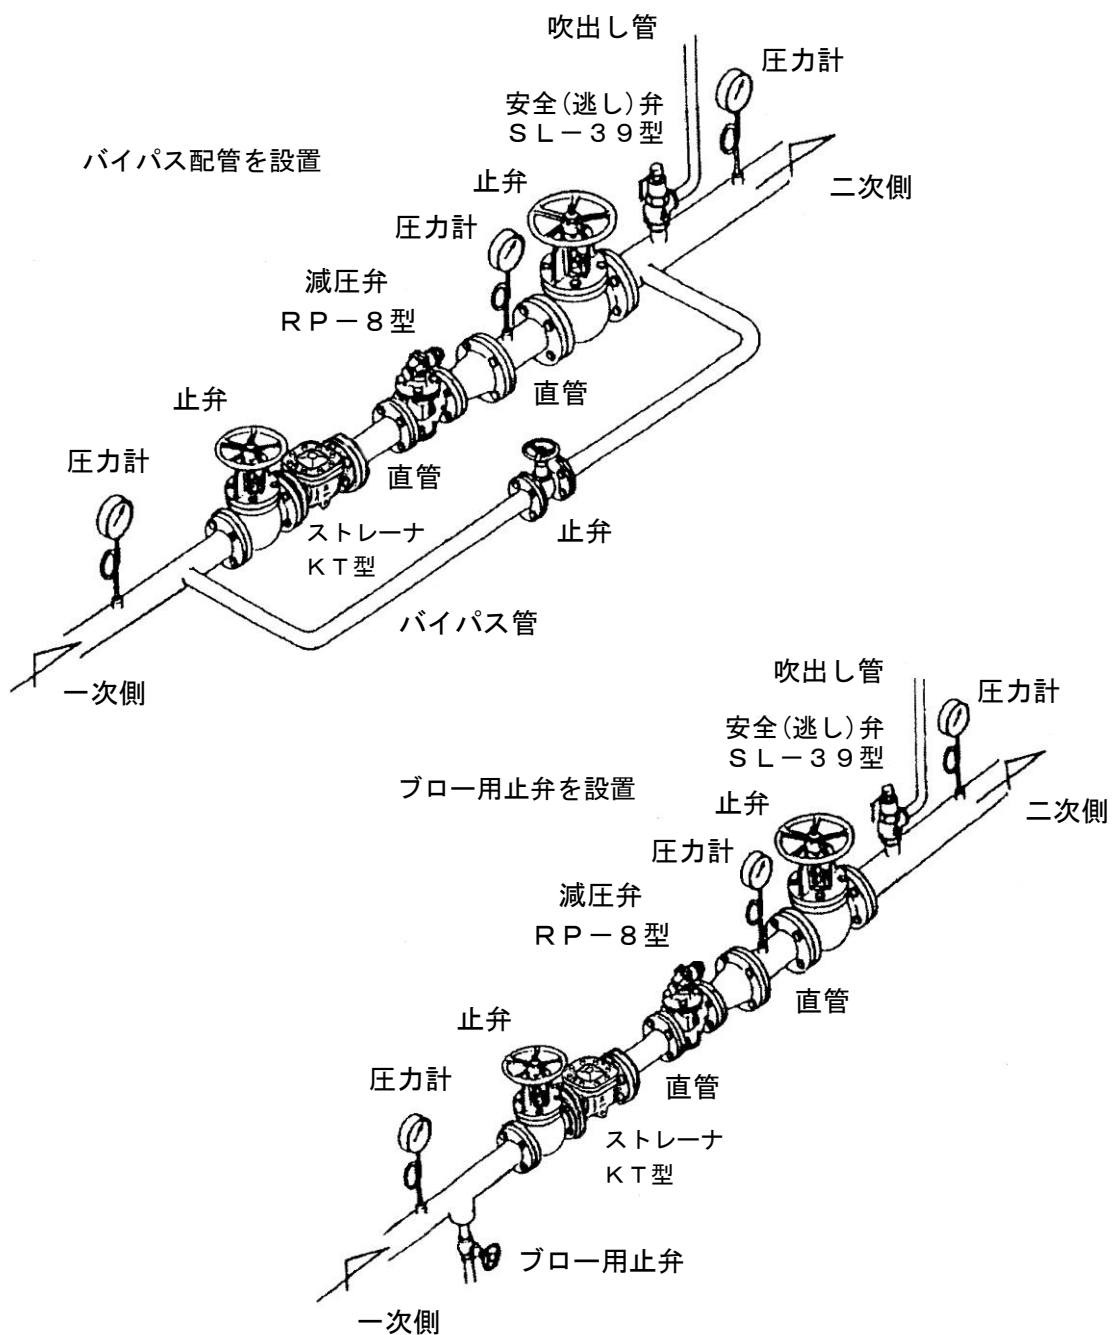 吹出し管
圧力計
安全(逃し)弁
SL-39型
バイパス配管を設置
止弁
二次側
圧力計
減圧弁
RP-8型
直管
止弁
圧力計
直管
ストレーナ
KT型
止弁
バイパス管
一次側
吹出し管
圧力計
安全(逃し)弁
SL-39型
ブロー用止弁を設置
止弁
二次側
圧力計
減圧弁
RP-8型
直管
止弁
圧力計
直管
ストレーナ
KT型
ブロー用止弁
一次側